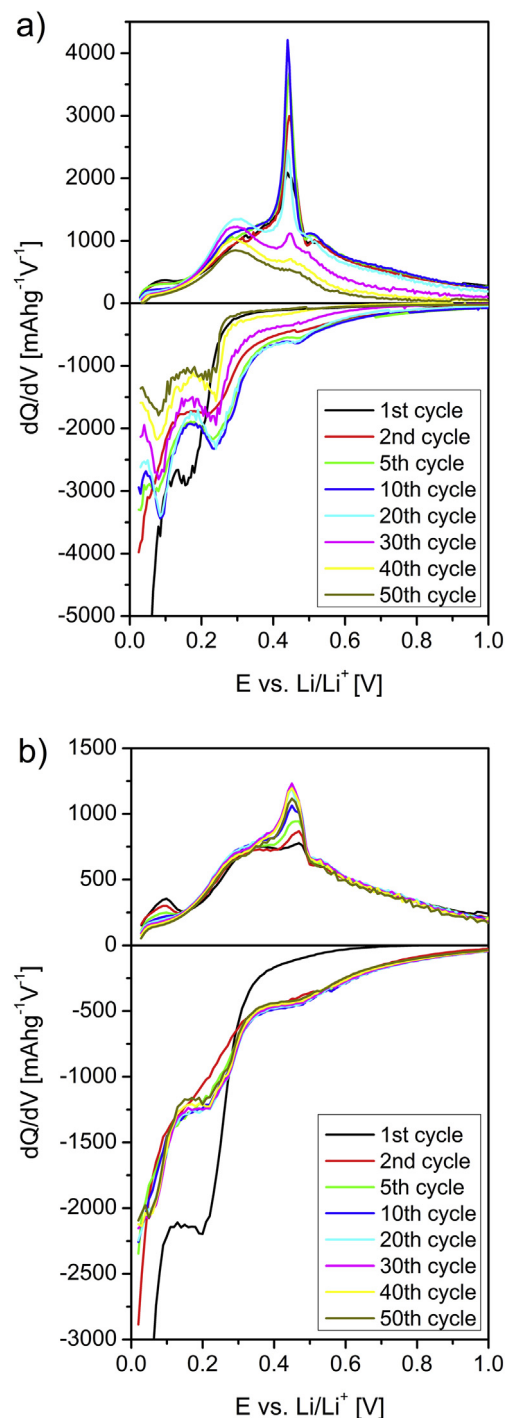 a)
4000
3000
2000
1000
0
-1000
-2000
-3000
-4000
-5000
dQ/dV [mAhg⁻¹V⁻¹]
1st cycle
2nd cycle
5th cycle
10th cycle
20th cycle
30th cycle
40th cycle
50th cycle
0.0 0.2 0.4 0.6 0.8 1.0
E vs. Li/Li⁺ [V]
b)
1500
1000
500
0
-500
-1000
-1500
-2000
-2500
-3000
dQ/dV [mAhg⁻¹V⁻¹]
1st cycle
2nd cycle
5th cycle
10th cycle
20th cycle
30th cycle
40th cycle
50th cycle
0.0 0.2 0.4 0.6 0.8 1.0
E vs. Li/Li⁺ [V]